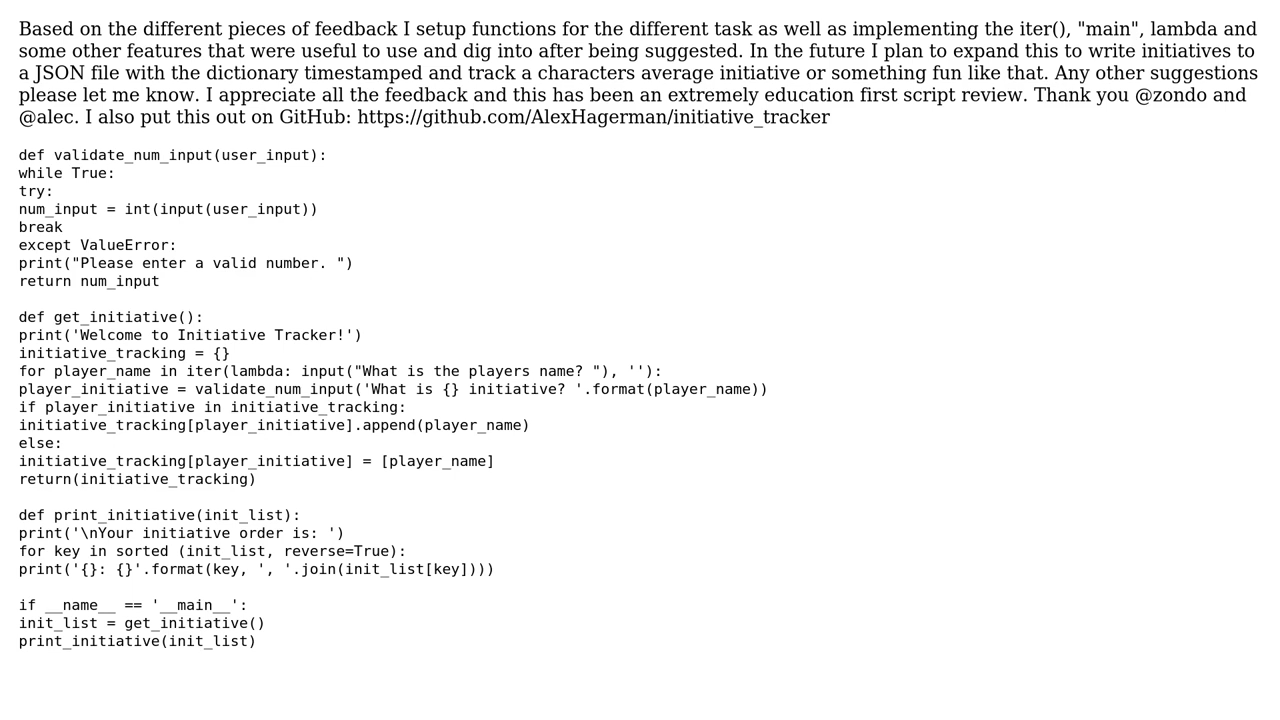 Based on the different pieces of feedback I setup functions for the different task as well as implementing the iter(), "main", lambda and
some other features that were useful to use and dig into after being suggested. In the future I plan to expand this to write initiatives to
a JSON file with the dictionary timestamped and track a characters average initiative or something fun like that. Any other suggestions
please let me know. I appreciate all the feedback and this has been an extremely education first script review. Thank you @zondo and
@alec. I also put this out on GitHub: https://github.com/AlexHagerman/initiative_tracker

def validate_num_input(user_input):
while True:
try:
num_input = int(input(user_input))
break
except ValueError:
print("Please enter a valid number. ")
return num_input

def get_initiative():
print('Welcome to Initiative Tracker!')
initiative_tracking = {}
for player_name in iter(lambda: input("What is the players name? "), ''):
player_initiative = validate_num_input('What is {} initiative? '.format(player_name))
if player_initiative in initiative_tracking:
initiative_tracking[player_initiative].append(player_name)
else:
initiative_tracking[player_initiative] = [player_name]
return(initiative_tracking)

def print_initiative(init_list):
print('\nYour initiative order is: ')
for key in sorted (init_list, reverse=True):
print('{}: {}'.format(key, ', '.join(init_list[key])))

if __name__ == '__main__':
init_list = get_initiative()
print_initiative(init_list)